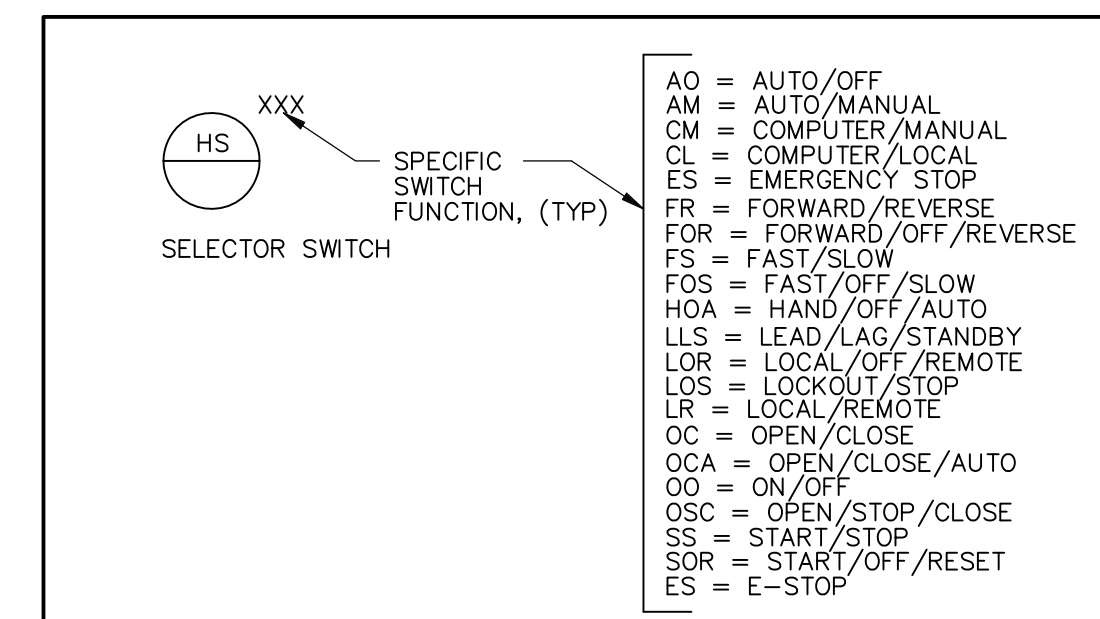 XXX
HS
SPECIFIC
SWITCH
FUNCTION, (TYP)
SELECTOR SWITCH
AO = AUTO/OFF
AM = AUTO/MANUAL
CM = COMPUTER/MANUAL
CL = COMPUTER/LOCAL
ES = EMERGENCY STOP
FR = FORWARD/REVERSE
FOR = FORWARD/OFF/REVERSE
FS = FAST/SLOW
FOS = FAST/OFF/SLOW
HOA = HAND/OFF/AUTO
LLS = LEAD/LAG/STANDBY
LOR = LOCAL/OFF/REMOTE
LOS = LOCKOUT/STOP
LR = LOCAL/REMOTE
OC = OPEN/CLOSE
OCA = OPEN/CLOSE/AUTO
OO = ON/OFF
OSC = OPEN/STOP/CLOSE
SS = START/STOP
SOR = START/OFF/RESET
ES = E-STOP